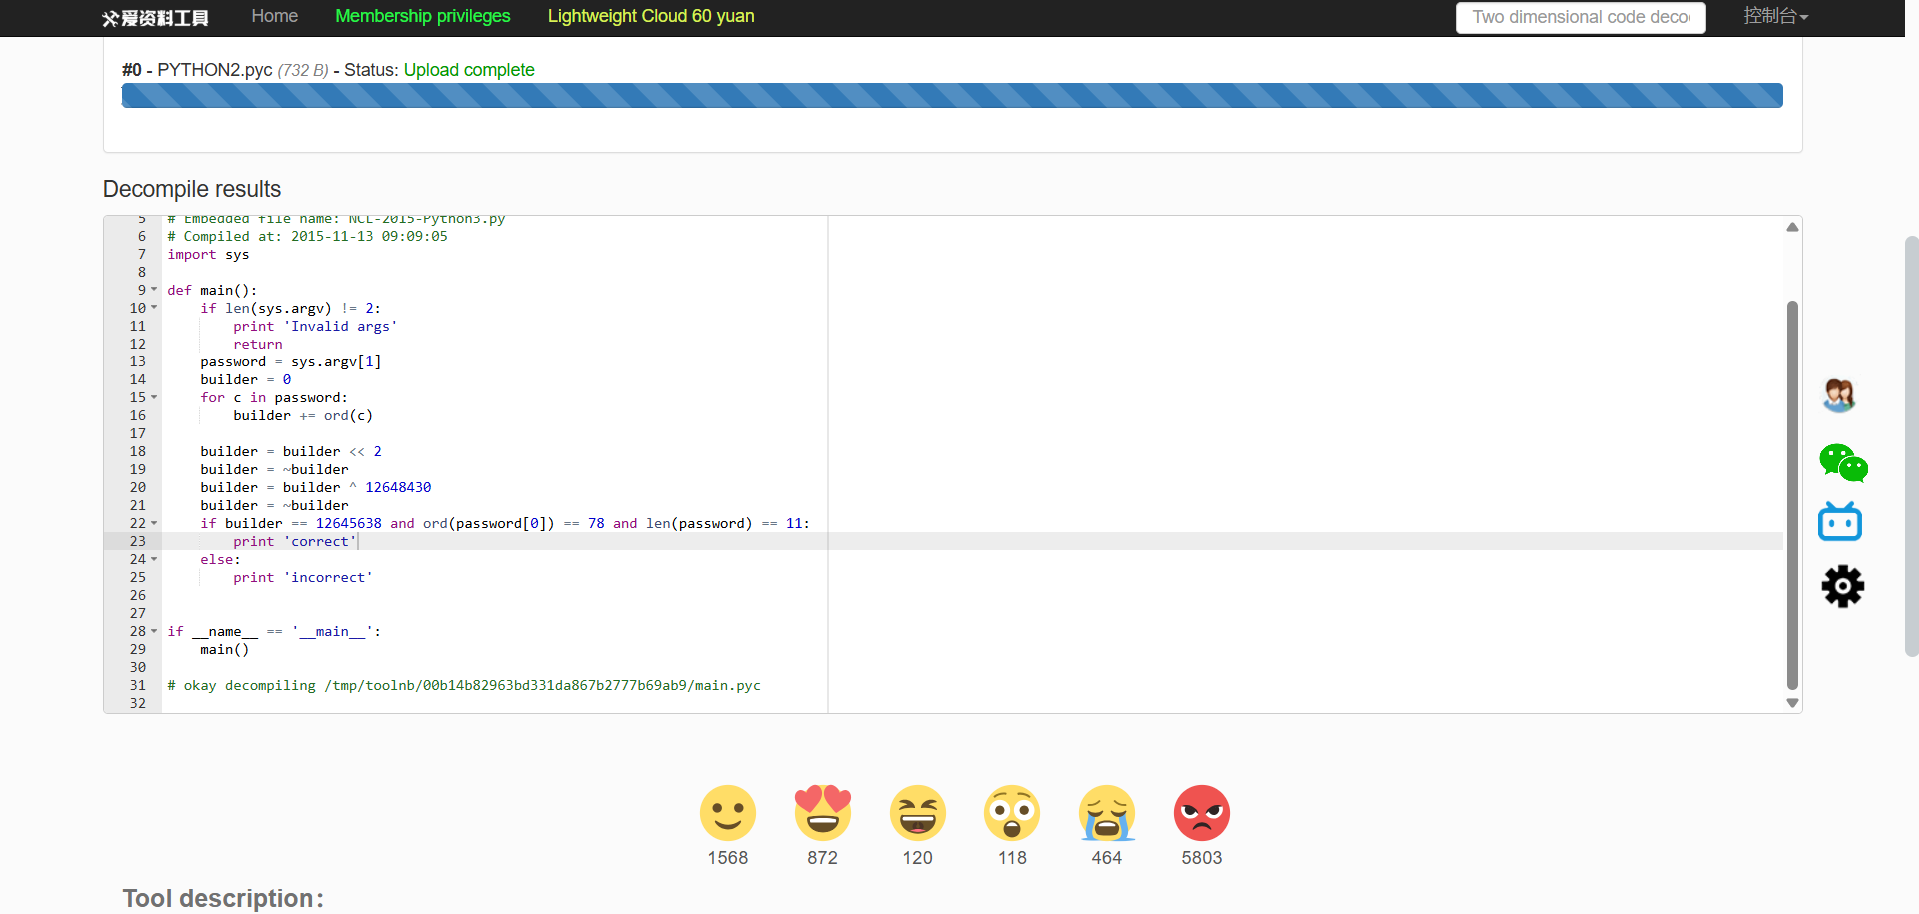 爱资料工具 Home Membership privileges Lightweight Cloud 60 yuan Two dimensional code deco 控制台
#0 - PYTHON2.pyc (732 B) - Status: Upload complete
Decompile results
5 # Embedded file name: NCL-2015-Python3.py
6 # Compiled at: 2015-11-13 09:09:05
7 import sys
8
9 def main():
10 if len(sys.argv) != 2:
11 print 'Invalid args'
12 return
13 password = sys.argv[1]
14 builder = 0
15 for c in password:
16 builder += ord(c)
17
18 builder = builder << 2
19 builder = ~builder
20 builder = builder ^ 12648430
21 builder = ~builder
22 if builder == 12645638 and ord(password[0]) == 78 and len(password) == 11:
23 print 'correct'
24 else:
25 print 'incorrect'
26
27
28 if __name__ == '__main__':
29 main()
30
31 # okay decompiling /tmp/toolnb/00b14b82963bd331da867b2777b69ab9/main.pyc
32
1568 872 120 118 464 5803
Tool description：